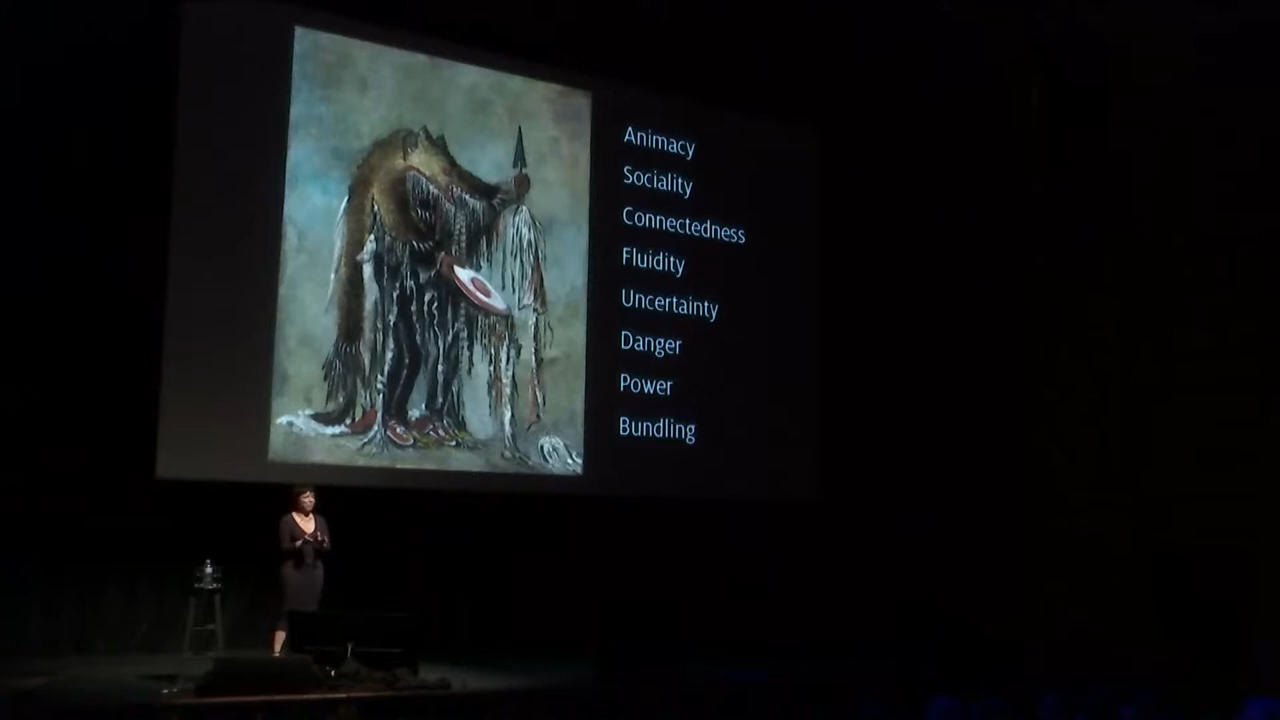 Animacy
Sociality
Connectedness
Fluidity
Uncertainty
Danger
Power
Bundling